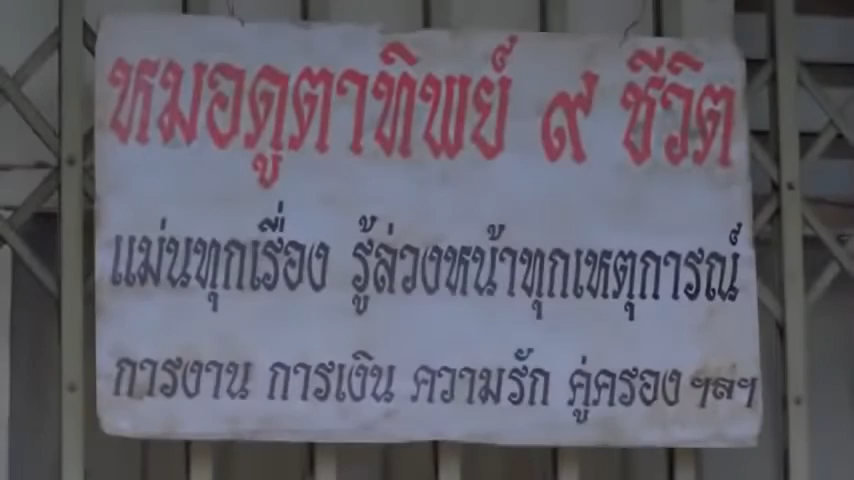 หมอดูตาทิพย์ ๙ ชีวิต
แม่นทุกเรื่อง รู้ล่วงหน้าทุกเหตุการณ์
การงาน การเงิน ความรัก คู่ครอง ฯลฯ